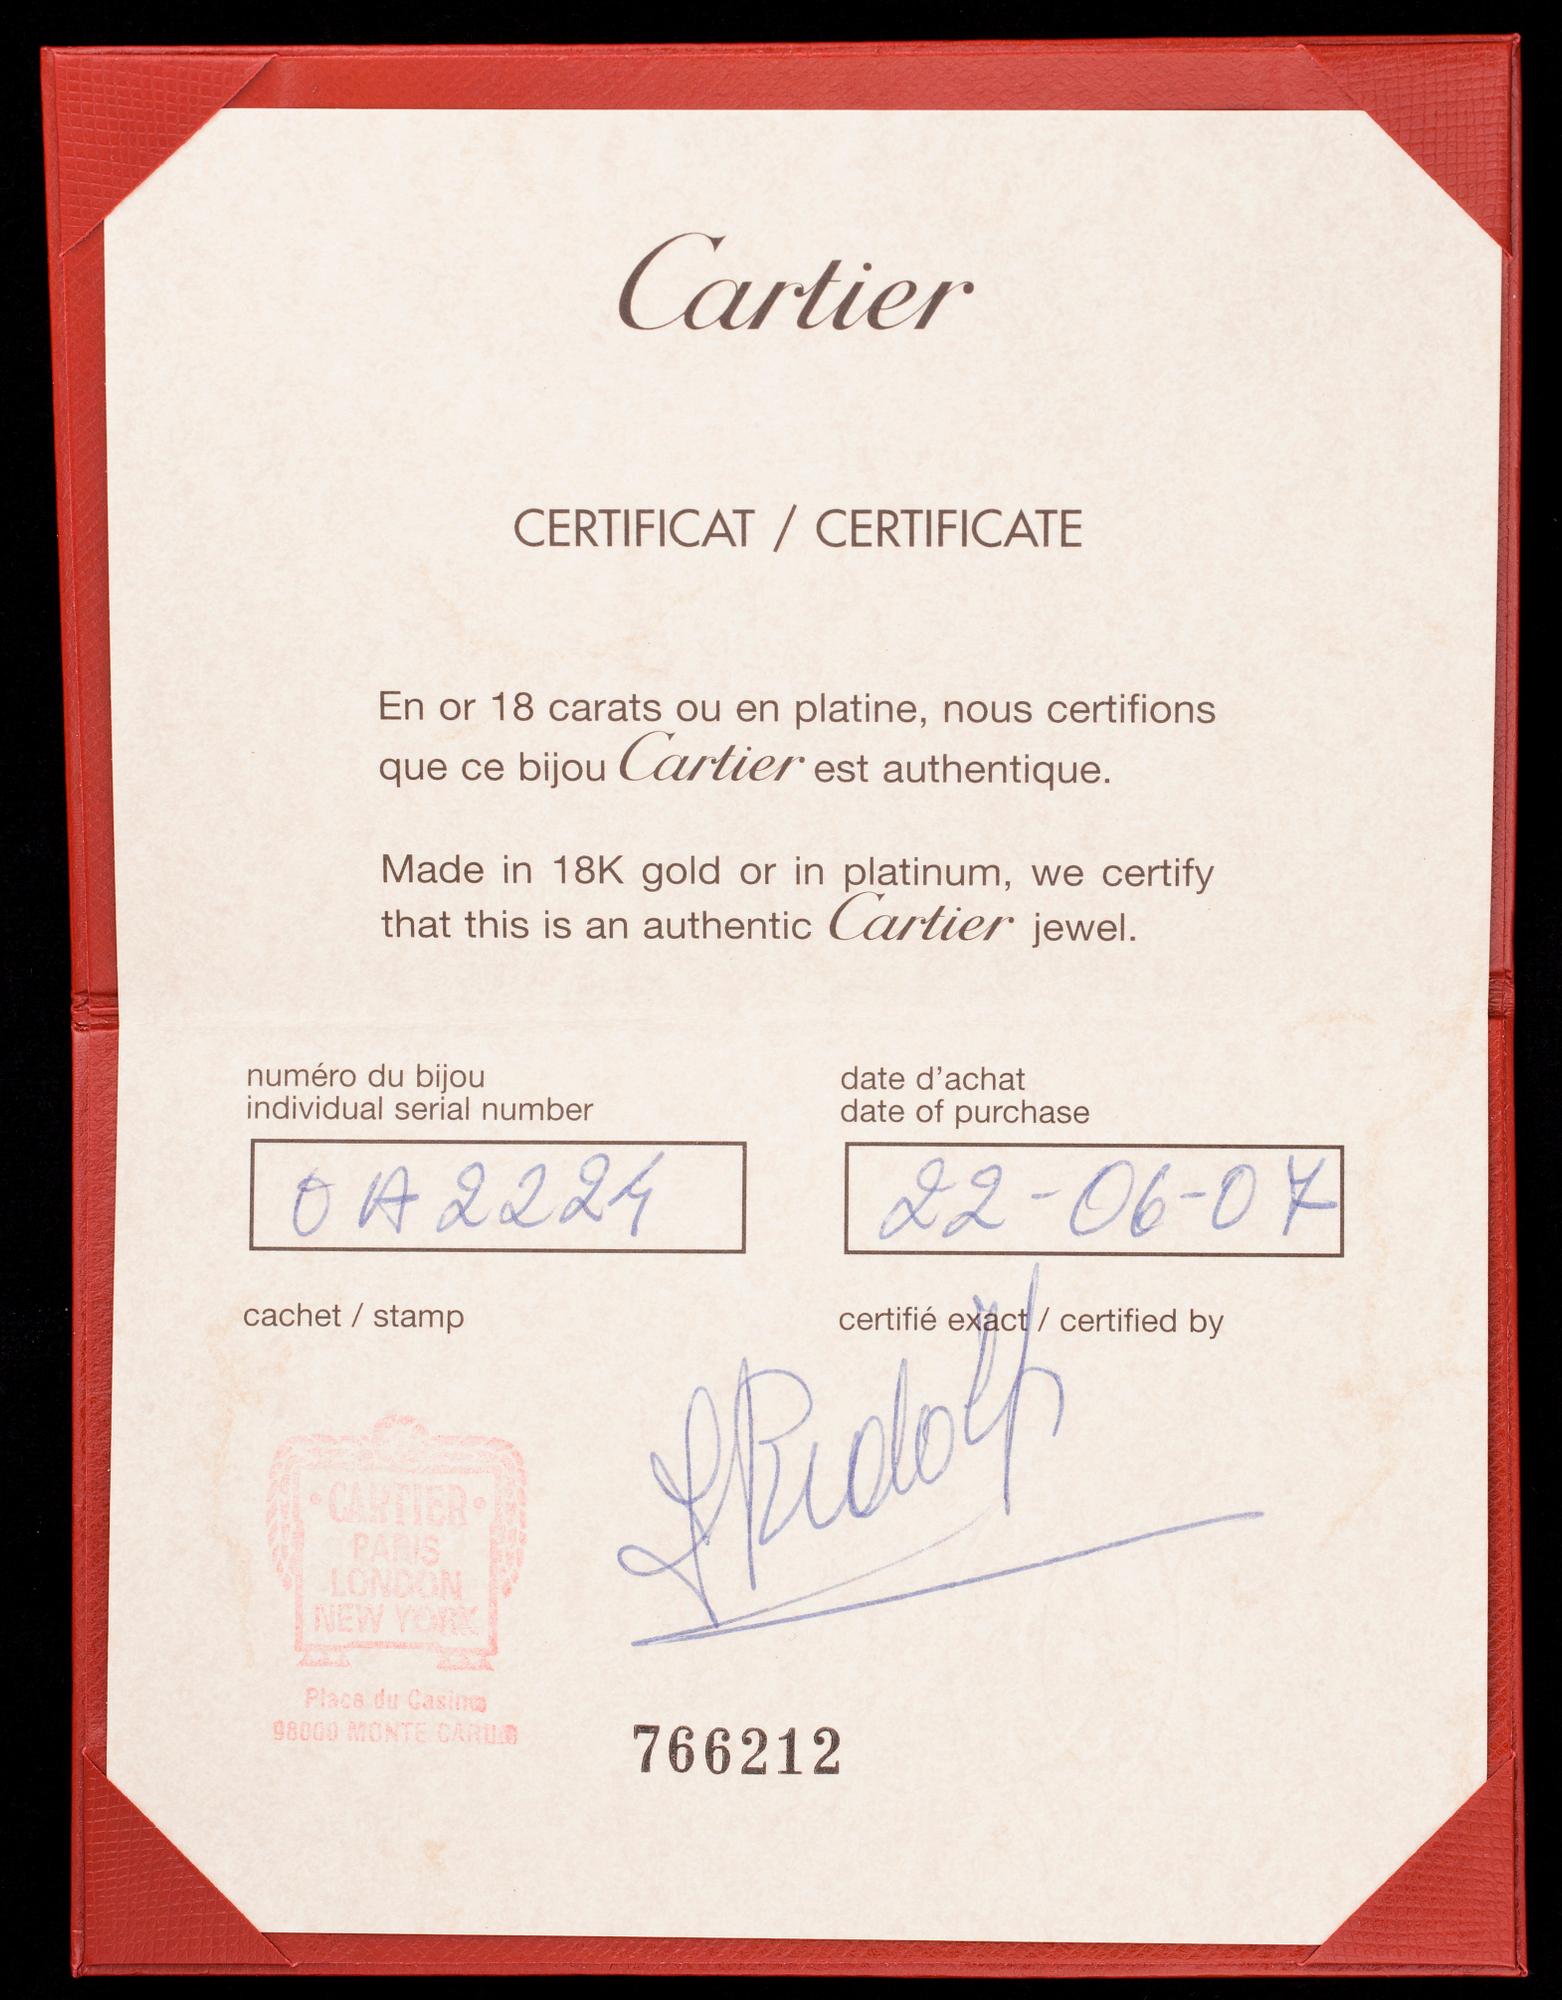 Cartier
CERTIFICAT / CERTIFICATE
En or 18 carats ou en platine, nous certifions
que ce bijou Cartier est authentique.
Made in 18K gold or in platinum, we certify
that this is an authentic Cartier jewel.
numéro du bijou
individual serial number
OA2224
date d'achat
date of purchase
22-06-07
cachet / stamp
certifié exact / certified by
Rudolf
· CARTIER ·
PARIS
LONDON
NEW YORK
Place du Casino
98000 MONTE CARLO
766212